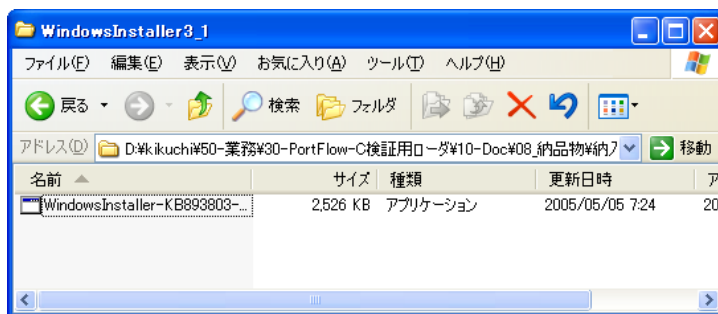 WindowsInstaller3_1
ファイル(F) 編集(E) 表示(V) お気に入り(A) ツール(T) ヘルプ(H)
戻る 検索 フォルダ
アドレス(D) D:¥kikuchi¥50-業務¥30-PortFlow-C検証用ローダ¥10-Doc¥08_納品物¥納入 移動
名前 サイズ 種類 更新日時 ア
WindowsInstaller-KB893803-... 2,526 KB アプリケーション 2005/05/05 7:24 20